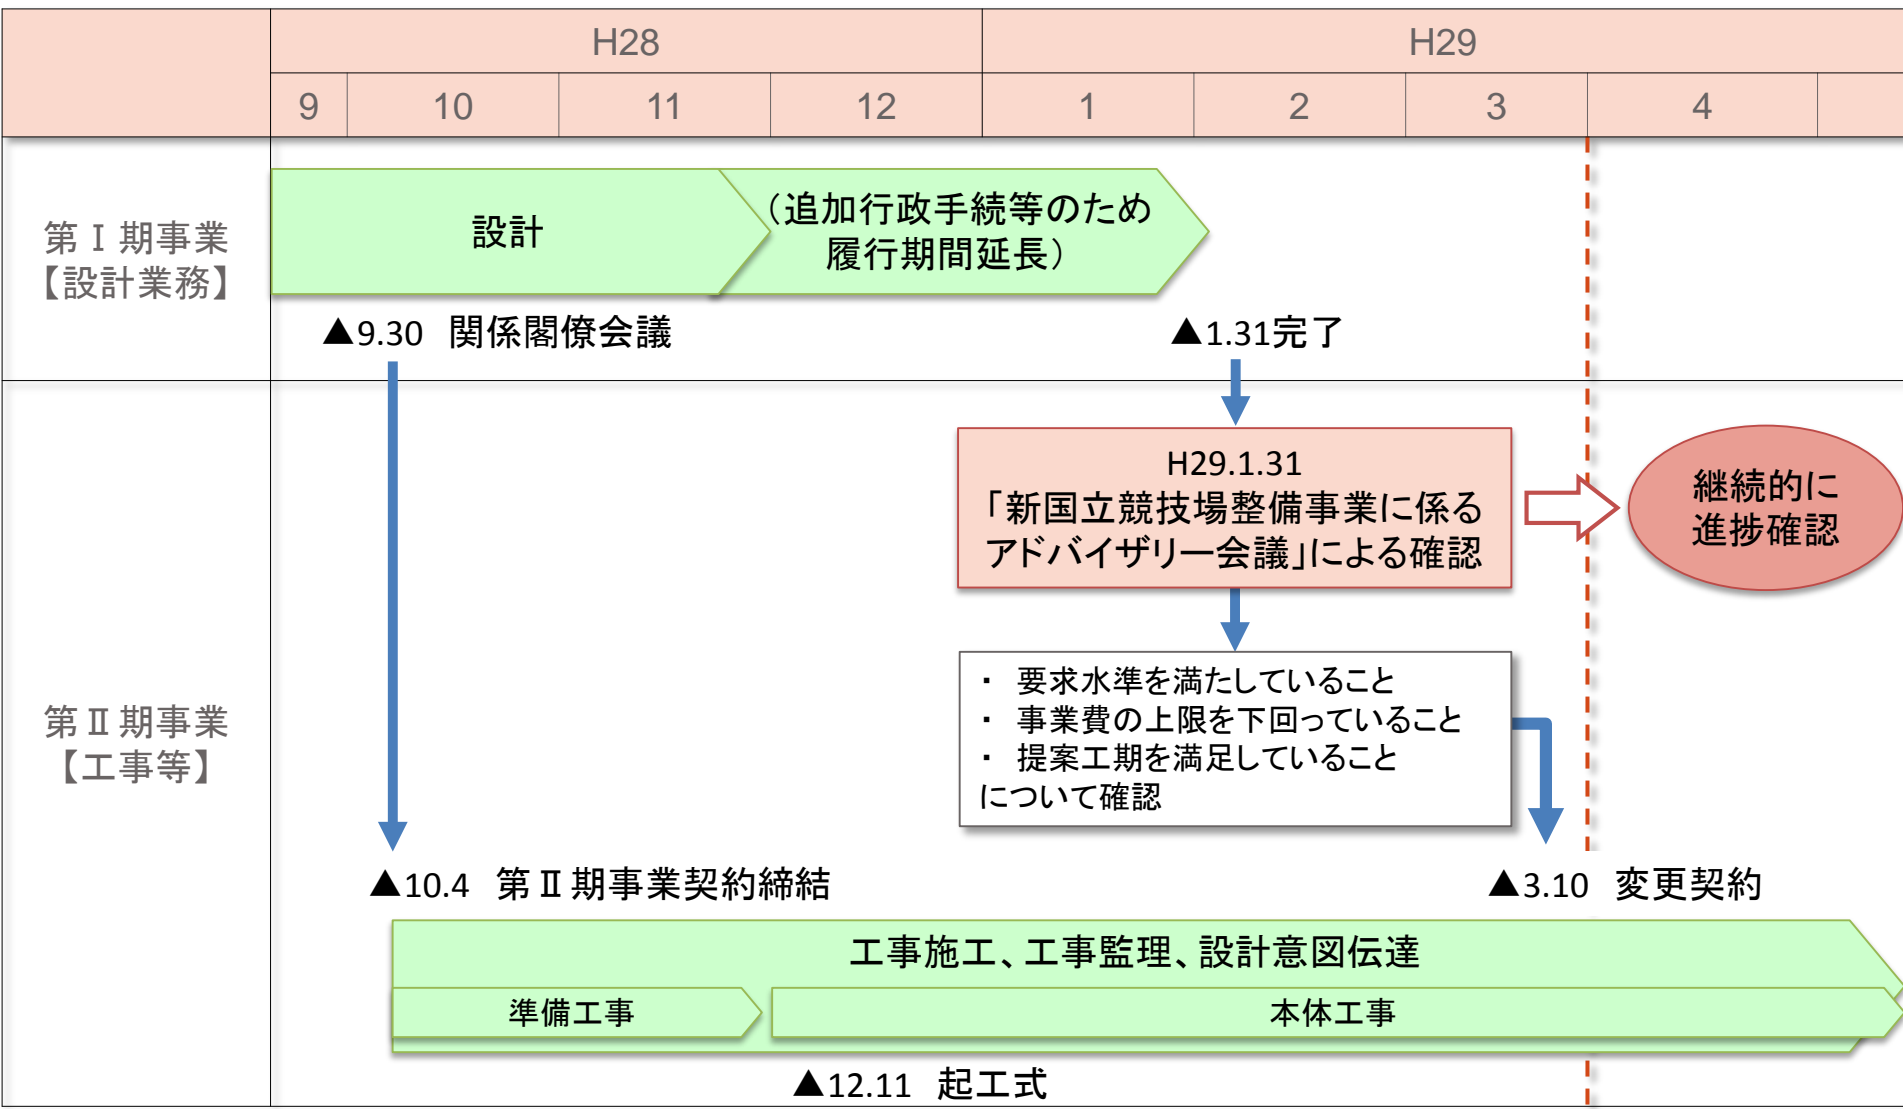 H28
H29
9
10
11
12
1
2
3
4
第Ⅰ期事業
【設計業務】
設計
（追加行政手続等のため
履行期間延長）
▲9.30 関係閣僚会議
▲1.31完了
第Ⅱ期事業
【工事等】
H29.1.31
「新国立競技場整備事業に係る
アドバイザリー会議」による確認
継続的に
進捗確認
・ 要求水準を満たしていること
・ 事業費の上限を下回っていること
・ 提案工期を満足していること
について確認
▲10.4 第Ⅱ期事業契約締結
▲3.10 変更契約
工事施工、工事監理、設計意図伝達
準備工事
本体工事
▲12.11 起工式